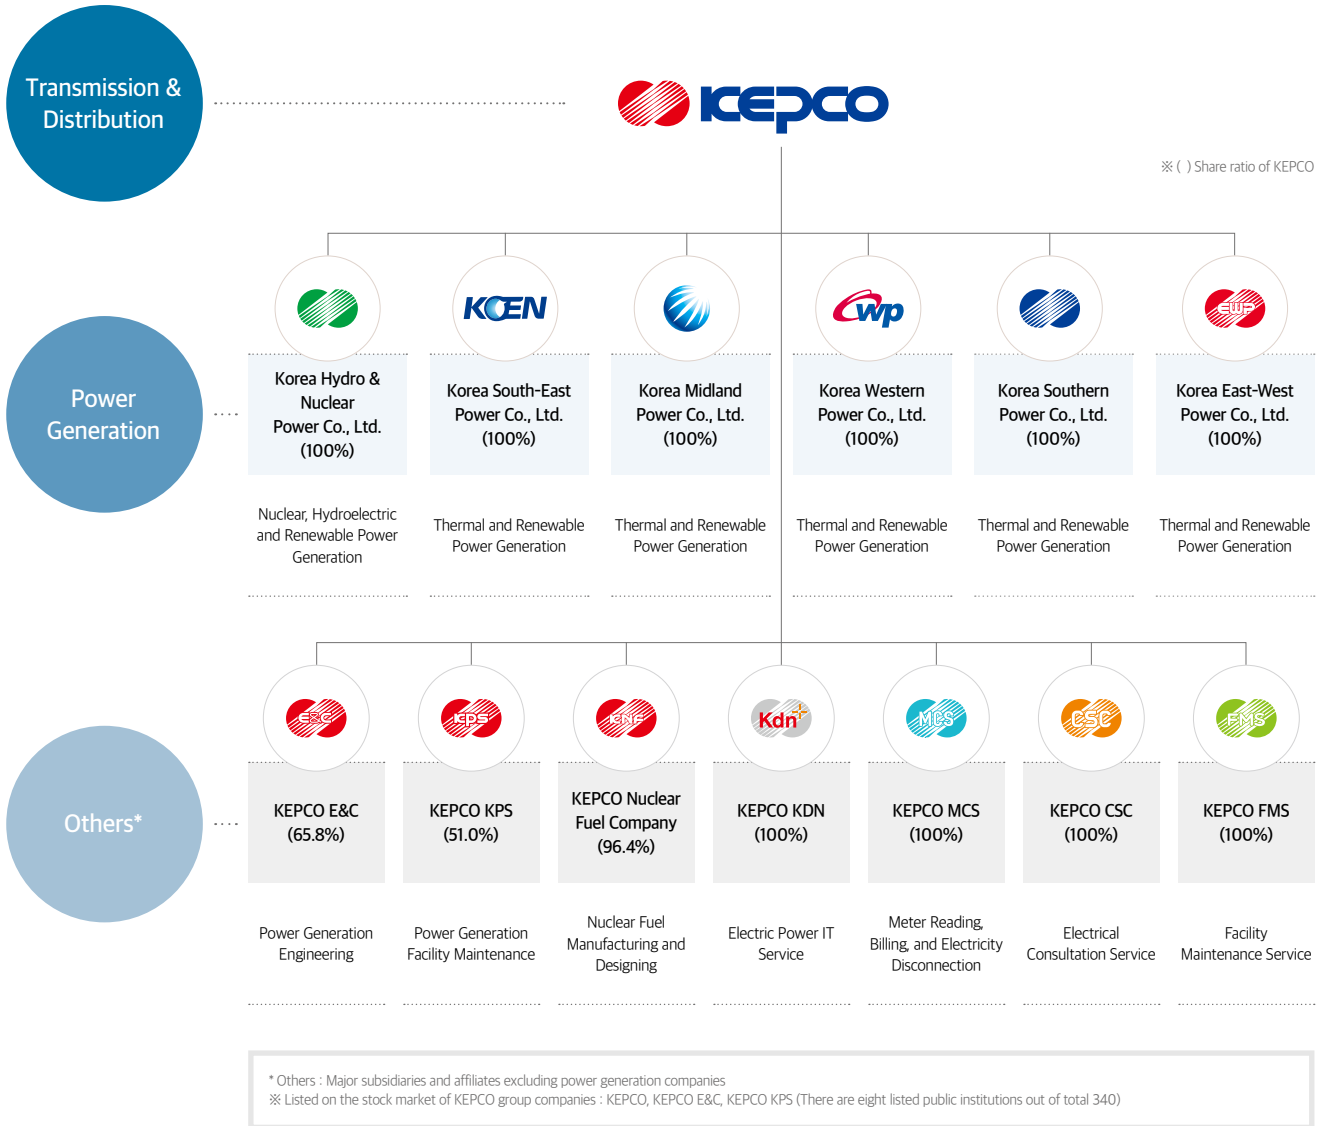 Transmission &
Distribution
KEPCO
※ ( ) Share ratio of KEPCO
Power
Generation
KOEN
wp
EWP
Korea Hydro &
Nuclear
Power Co., Ltd.
(100%)
Korea South-East
Power Co., Ltd.
(100%)
Korea Midland
Power Co., Ltd.
(100%)
Korea Western
Power Co., Ltd.
(100%)
Korea Southern
Power Co., Ltd.
(100%)
Korea East-West
Power Co., Ltd.
(100%)
Nuclear, Hydroelectric
and Renewable Power
Generation
Thermal and Renewable
Power Generation
Thermal and Renewable
Power Generation
Thermal and Renewable
Power Generation
Thermal and Renewable
Power Generation
Thermal and Renewable
Power Generation
Others*
E&C
KPS
KNF
Kdn+
MCS
CSC
FMS
KEPCO E&C
(65.8%)
KEPCO KPS
(51.0%)
KEPCO Nuclear
Fuel Company
(96.4%)
KEPCO KDN
(100%)
KEPCO MCS
(100%)
KEPCO CSC
(100%)
KEPCO FMS
(100%)
Power Generation
Engineering
Power Generation
Facility Maintenance
Nuclear Fuel
Manufacturing and
Designing
Electric Power IT
Service
Meter Reading,
Billing, and Electricity
Disconnection
Electrical
Consultation Service
Facility
Maintenance Service
* Others : Major subsidiaries and affiliates excluding power generation companies
※ Listed on the stock market of KEPCO group companies : KEPCO, KEPCO E&C, KEPCO KPS (There are eight listed public institutions out of total 340)